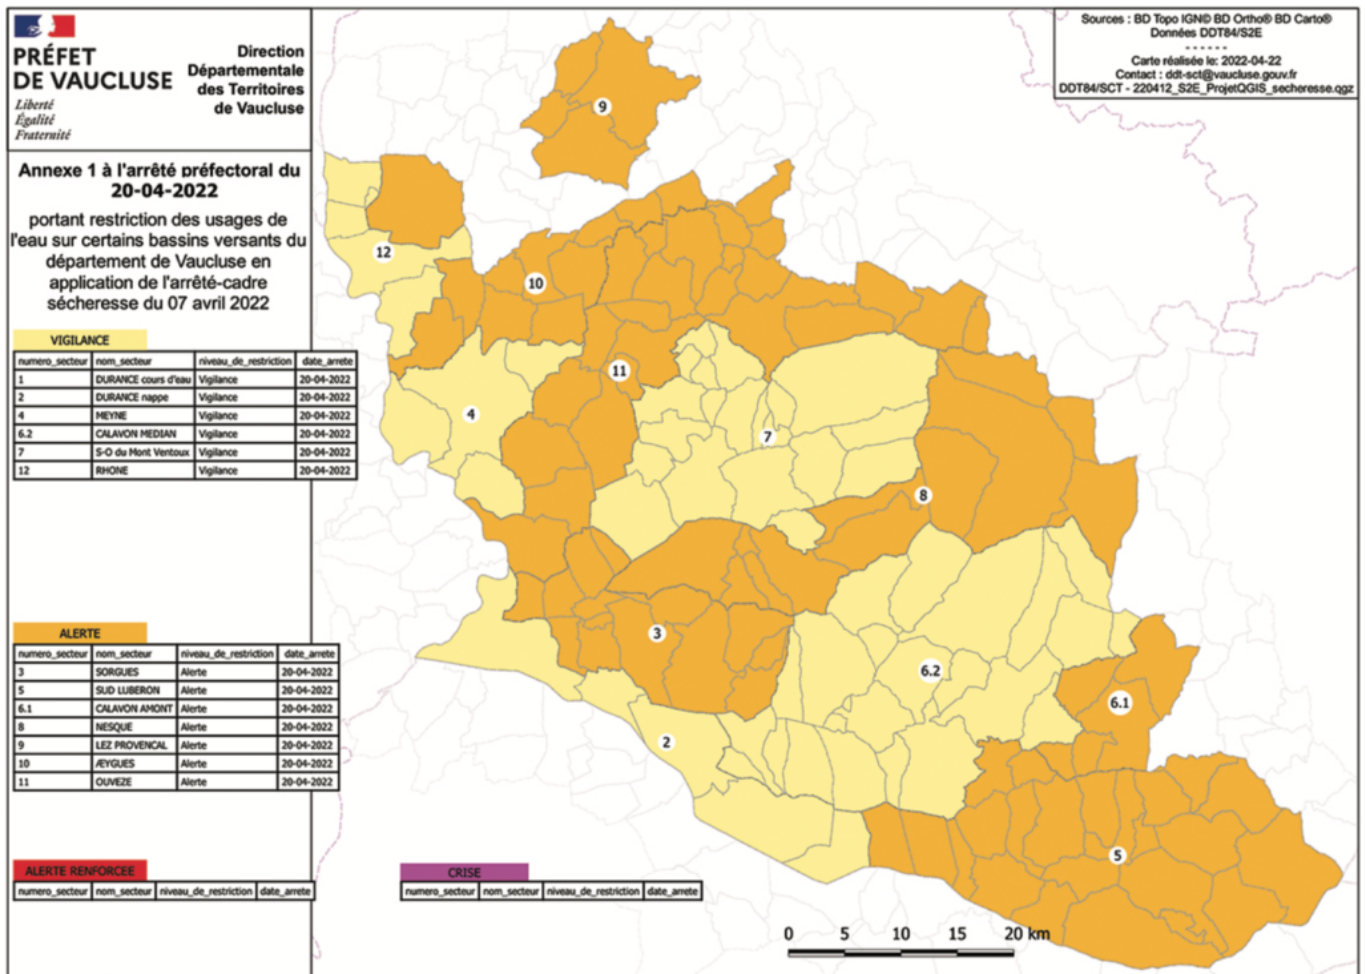 PRÉFET
DE VAUCLUSE
Liberté
Égalité
Fraternité
Direction
Départementale
des Territoires
de Vaucluse
Annexe 1 à l'arrêté préfectoral du
20-04-2022
portant restriction des usages de
l'eau sur certains bassins versants du
département de Vaucluse en
application de l'arrêté-cadre
sécheresse du 07 avril 2022
VIGILANCE
numero_secteur nom_secteur niveau_de_restriction date_arrete
1 DURANCE cours d'eau Vigilance 20-04-2022
2 DURANCE nappe Vigilance 20-04-2022
4 MEYNE Vigilance 20-04-2022
6.2 CALAVON MEDIAN Vigilance 20-04-2022
7 S-O du Mont Ventoux Vigilance 20-04-2022
12 RHONE Vigilance 20-04-2022
ALERTE
numero_secteur nom_secteur niveau_de_restriction date_arrete
3 SORGUES Alerte 20-04-2022
5 SUD LUBERON Alerte 20-04-2022
6.1 CALAVON AMONT Alerte 20-04-2022
8 NESQUE Alerte 20-04-2022
9 LEZ PROVENCAL Alerte 20-04-2022
10 ÆYGUES Alerte 20-04-2022
11 OUVEZE Alerte 20-04-2022
ALERTE RENFORCEE
numero_secteur nom_secteur niveau_de_restriction date_arrete
CRISE
numero_secteur nom_secteur niveau_de_restriction date_arrete
Sources : BD Topo IGN© BD Ortho® BD Carto®
Données DDT84/S2E
- - - - - -
Carte réalisée le: 2022-04-22
Contact : ddt-sct@vaucluse.gouv.fr
DDT84/SCT - 220412_S2E_ProjetQGIS_secheresse.qgz
9
12
10
11
4
7
8
3
6.2
6.1
2
5
0 5 10 15 20 km